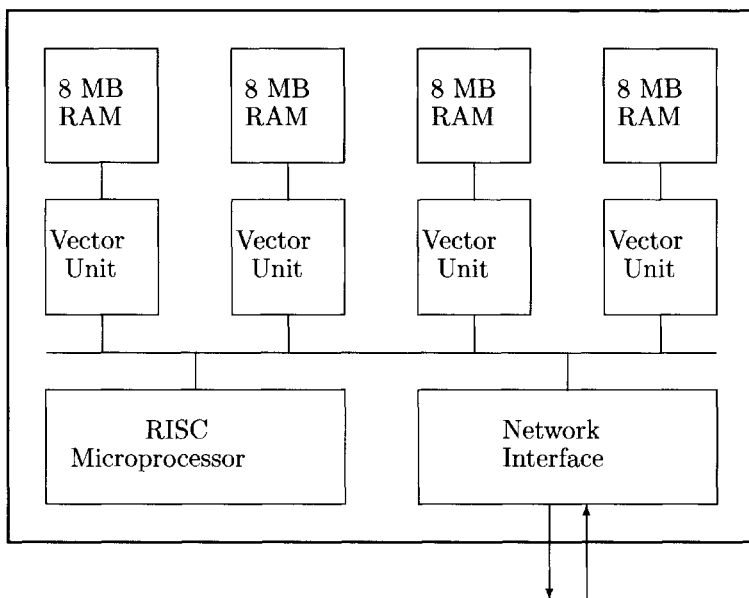 8 MB
RAM
8 MB
RAM
8 MB
RAM
8 MB
RAM
Vector
Unit
Vector
Unit
Vector
Unit
Vector
Unit
RISC
Microprocessor
Network
Interface